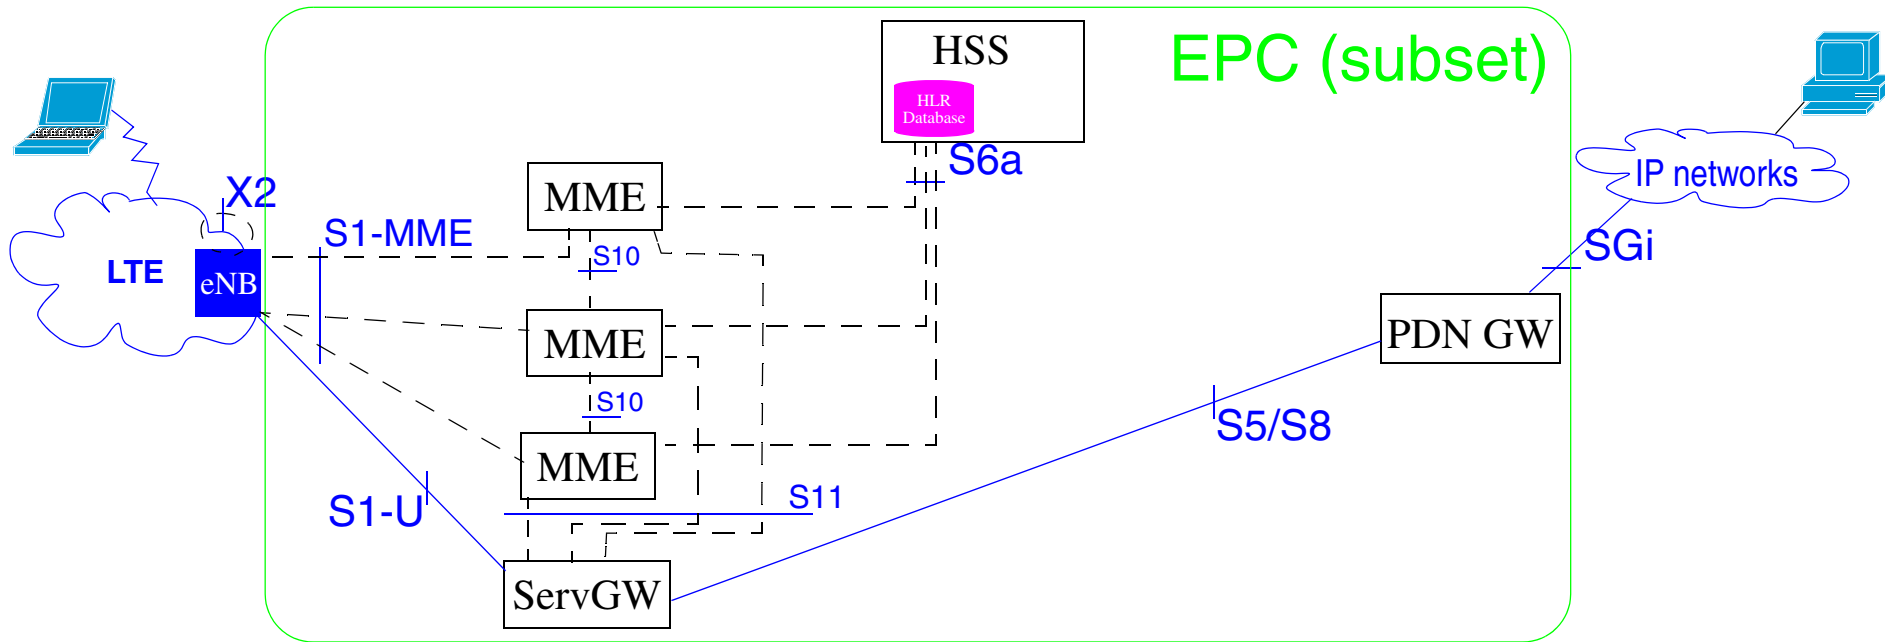 HSS
EPC (subset)
HLR
Database
S6a
IP networks
MME
X2
S1-MME
S10
SGi
LTE
eNB
MME
PDN GW
S10
S5/S8
MME
S11
S1-U
ServGW